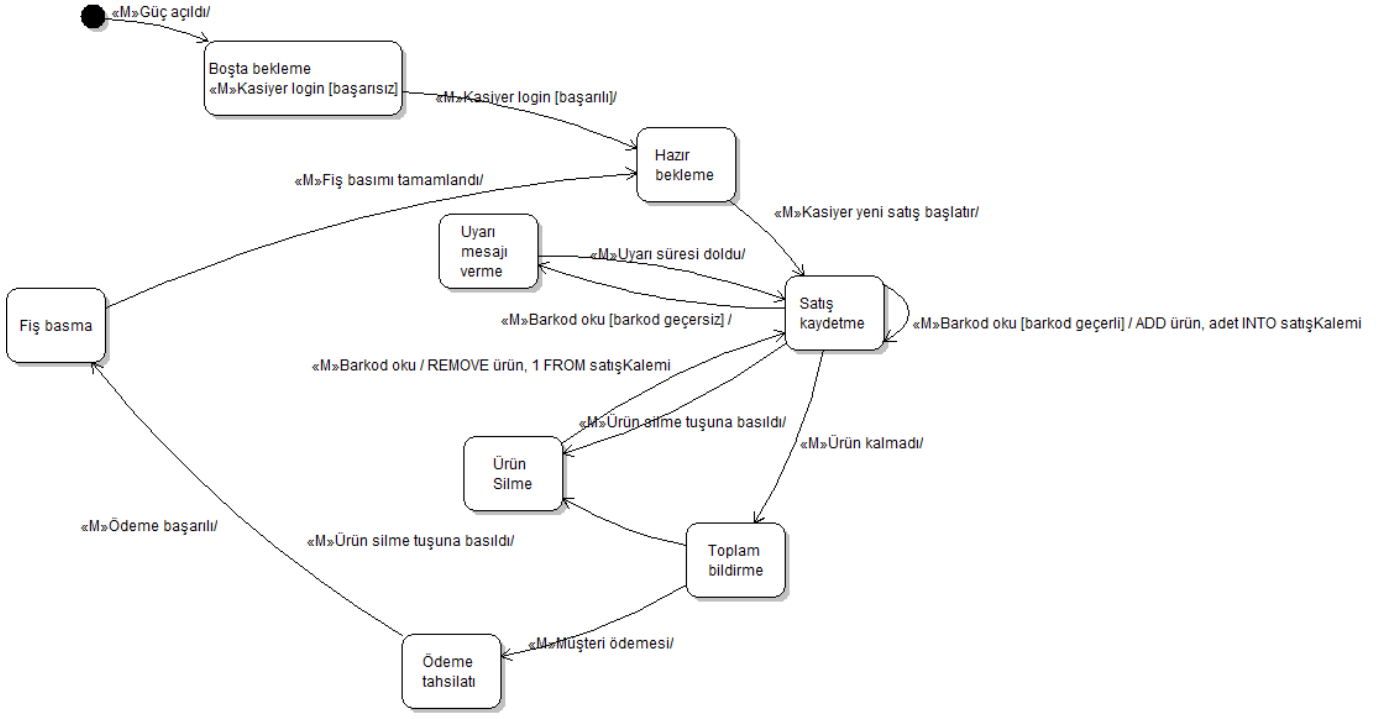 «M»Güç açıldı/
Boşta bekleme
«M»Kasiyer login [başarısız]
«M»Kasiyer login [başarılı]/
Hazır
bekleme
«M»Fiş basımı tamamlandı/
«M»Kasiyer yeni satış başlatır/
Uyarı
mesajı
verme
«M»Uyarı süresi doldu/
Satış
kaydetme
Fiş basma
«M»Barkod oku [barkod geçersiz] /
«M»Barkod oku [barkod geçerli] / ADD ürün, adet INTO satışKalemi
«M»Barkod oku / REMOVE ürün, 1 FROM satışKalemi
«M»Ürün silme tuşuna basıldı/
«M»Ürün kalmadı/
Ürün
Silme
«M»Ödeme başarılı/
«M»Ürün silme tuşuna basıldı/
Toplam
bildirme
«M»Müşteri ödemesi/
Ödeme
tahsilatı